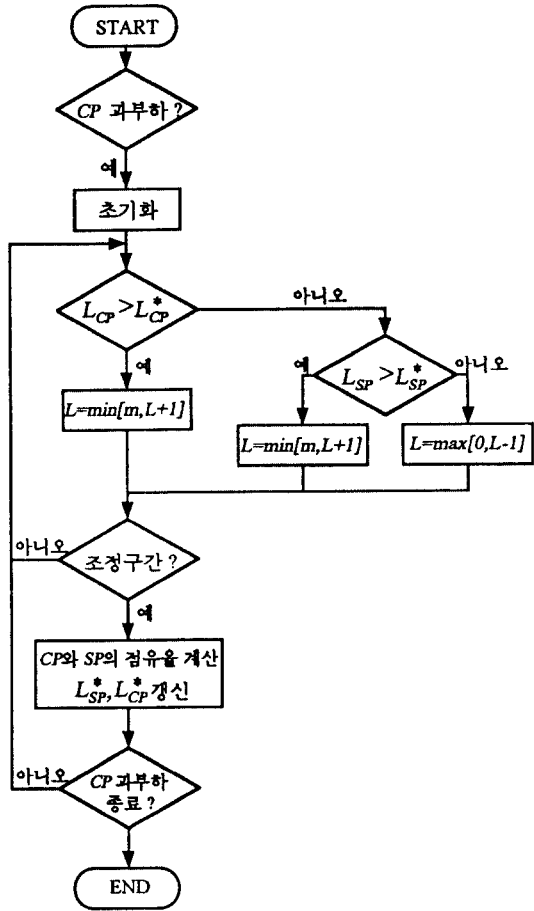 START
CP 과부하 ?
예
초기화
L_CP > L*_CP
아니오
예
L_SP > L*_SP
예
아니오
L=min[m,L+1]
L=min[m,L+1]
L=max[0,L-1]
아니오
조정구간 ?
예
CP와 SP의 점유율 계산
L*_SP, L*_CP 갱신
아니오
CP 과부하
종료 ?
END